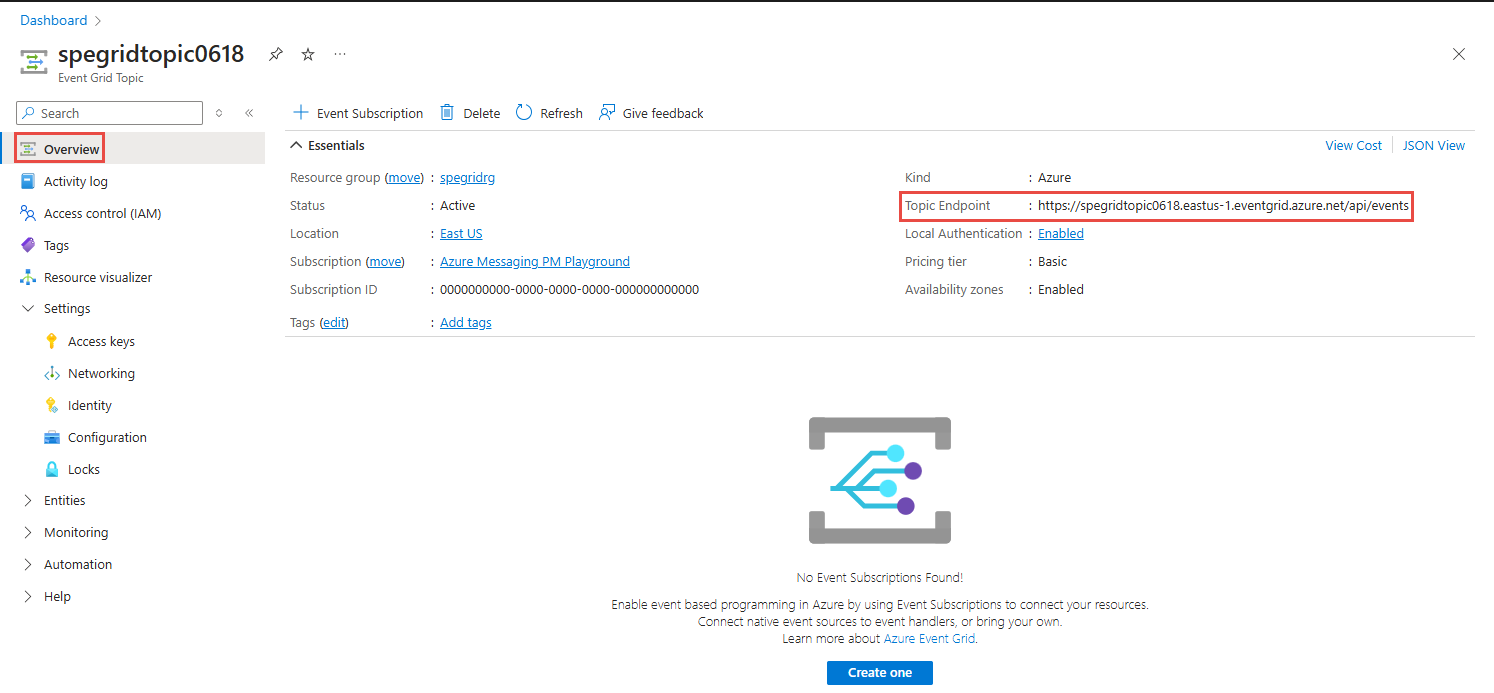 Dashboard
spegridtopic0618
Event Grid Topic
Search
Overview
Activity log
Access control (IAM)
Tags
Resource visualizer
Settings
Access keys
Networking
Identity
Configuration
Locks
Entities
Monitoring
Automation
Help
Event Subscription Delete Refresh Give feedback
Essentials View Cost JSON View
Resource group (move) : spegridrg
Status : Active
Location : East US
Subscription (move) : Azure Messaging PM Playground
Subscription ID : 0000000000-0000-0000-0000-000000000000
Tags (edit) : Add tags
Kind : Azure
Topic Endpoint : https://spegridtopic0618.eastus-1.eventgrid.azure.net/api/events
Local Authentication : Enabled
Pricing tier : Basic
Availability zones : Enabled
No Event Subscriptions Found!
Enable event based programming in Azure by using Event Subscriptions to connect your resources.
Connect native event sources to event handlers, or bring your own.
Learn more about Azure Event Grid.
Create one